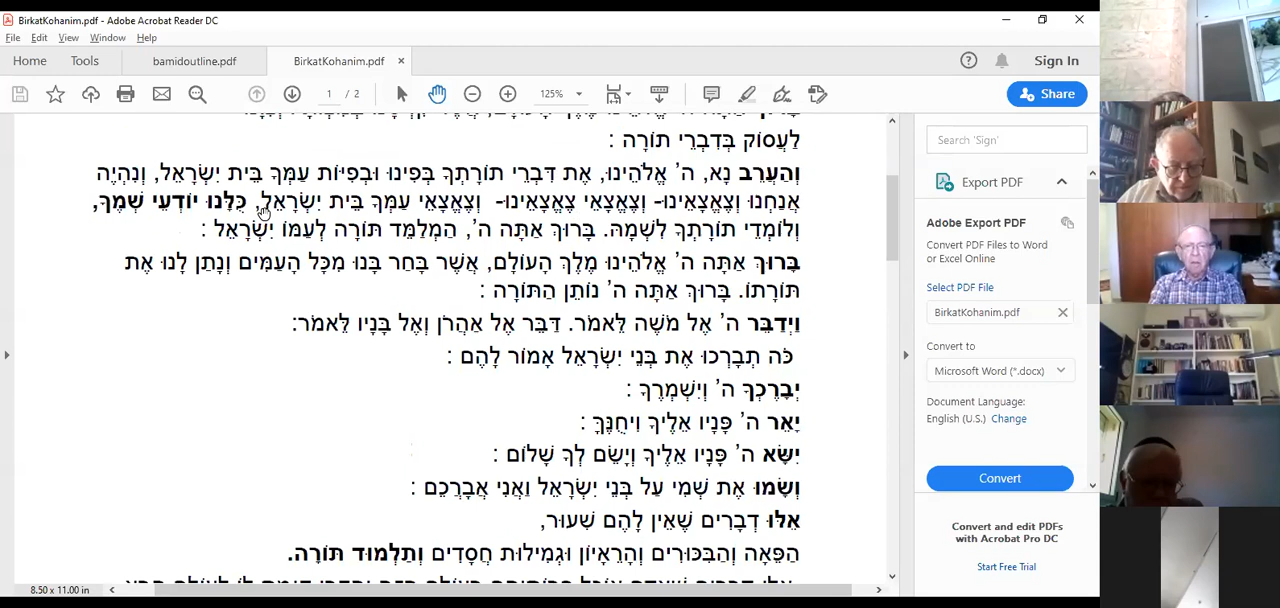 BirkatKohanim.pdf - Adobe Acrobat Reader DC
File Edit View Window Help
Home Tools bamidoutline.pdf BirkatKohanim.pdf × Sign In
1 / 2 125% Share
לַעֲסוֹק בְּדִבְרֵי תוֹרָה :
וְהַעֲרֵב נָא, ה' אֱלֹהֵינוּ, אֶת דִּבְרֵי תוֹרָתְךָ בְּפִינוּ וּבְפִיּוֹת עַמְּךָ בֵּית יִשְׂרָאֵל, וְנִהְיֶה
אֲנַחְנוּ וְצֶאֱצָאֵינוּ- וְצֶאֱצָאֵי צֶאֱצָאֵינוּ- וְצֶאֱצָאֵי עַמְּךָ בֵּית יִשְׂרָאֵל, כֻּלָּנוּ יוֹדְעֵי שְׁמֶךָ,
וְלוֹמְדֵי תוֹרָתְךָ לִשְׁמָהּ. בָּרוּךְ אַתָּה ה', הַמְלַמֵּד תּוֹרָה לְעַמּוֹ יִשְׂרָאֵל :
בָּרוּךְ אַתָּה ה' אֱלֹהֵינוּ מֶלֶךְ הָעוֹלָם, אֲשֶׁר בָּחַר בָּנוּ מִכָּל הָעַמִּים וְנָתַן לָנוּ אֶת
תּוֹרָתוֹ. בָּרוּךְ אַתָּה ה' נוֹתֵן הַתּוֹרָה :
וַיְדַבֵּר ה' אֶל מֹשֶׁה לֵּאמֹר. דַּבֵּר אֶל אַהֲרֹן וְאֶל בָּנָיו לֵּאמֹר:
כֹּה תְבָרְכוּ אֶת בְּנֵי יִשְׂרָאֵל אָמוֹר לָהֶם :
יְבָרֶכְךָ ה' וְיִשְׁמְרֶךָ :
יָאֵר ה' פָּנָיו אֵלֶיךָ וִיחֻנֶּךָּ :
יִשָּׂא ה' פָּנָיו אֵלֶיךָ וְיָשֵׂם לְךָ שָׁלוֹם :
וְשָׂמוּ אֶת שְׁמִי עַל בְּנֵי יִשְׂרָאֵל וַאֲנִי אֲבָרְכֵם :
אֵלּוּ דְבָרִים שֶׁאֵין לָהֶם שִׁעוּר,
הַפֵּאָה וְהַבִּכּוּרִים וְהָרֵאָיוֹן וּגְמִילוּת חֲסָדִים וְתַלְמוּד תּוֹרָה.
8.50 x 11.00 in
Search 'Sign'
Export PDF
Adobe Export PDF
Convert PDF Files to Word
or Excel Online
Select PDF File
BirkatKohanim.pdf ×
Convert to
Microsoft Word (*.docx)
Document Language:
English (U.S.) Change
Convert
Convert and edit PDFs
with Acrobat Pro DC
Start Free Trial